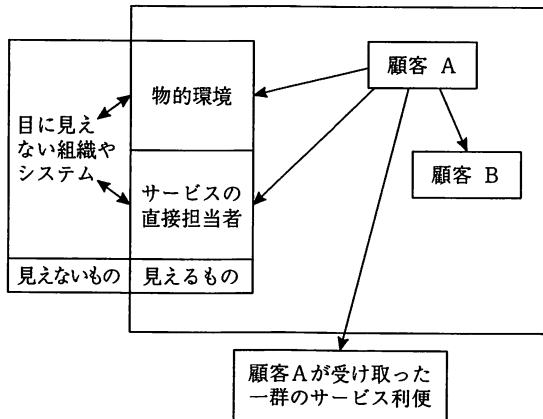 目に見え
ない組織や
システム
物的環境
サービスの
直接担当者
見えないもの
見えるもの
顧客 A
顧客 B
顧客Aが受け取った
一群のサービス利便